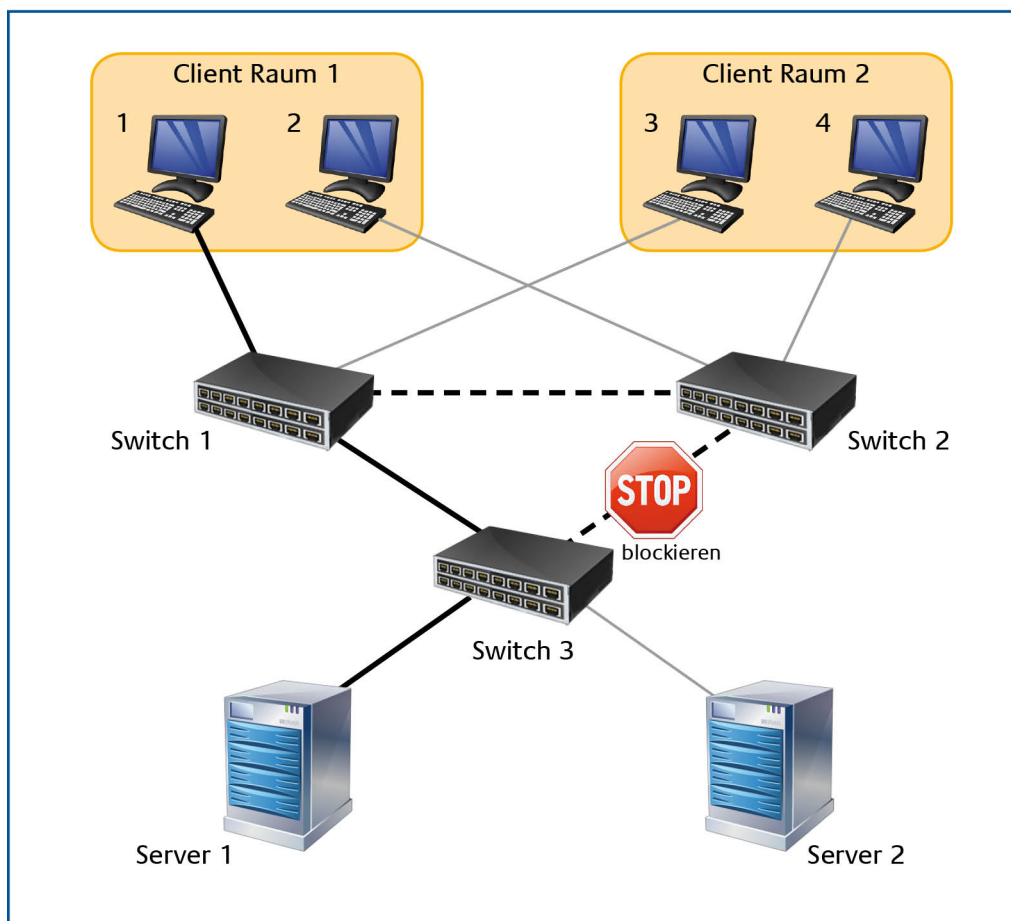 Client Raum 1
Client Raum 2
1
2
3
4
Switch 1
Switch 2
STOP
blockieren
Switch 3
Server 1
Server 2